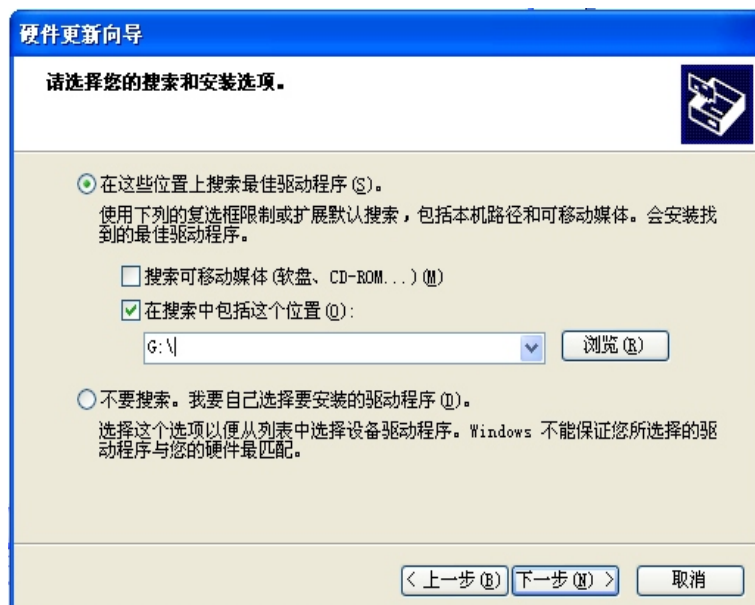 硬件更新向导
请选择您的搜索和安装选项。
在这些位置上搜索最佳驱动程序(S)。
使用下列的复选框限制或扩展默认搜索，包括本机路径和可移动媒体。会安装找
到的最佳驱动程序。
搜索可移动媒体(软盘、CD-ROM...)(M)
在搜索中包括这个位置(O):
G:\
浏览(R)
不要搜索。我要自己选择要安装的驱动程序(D)。
选择这个选项以便从列表中选择设备驱动程序。Windows 不能保证您所选择的驱
动程序与您的硬件最匹配。
< 上一步(B) 下一步(N) > 取消